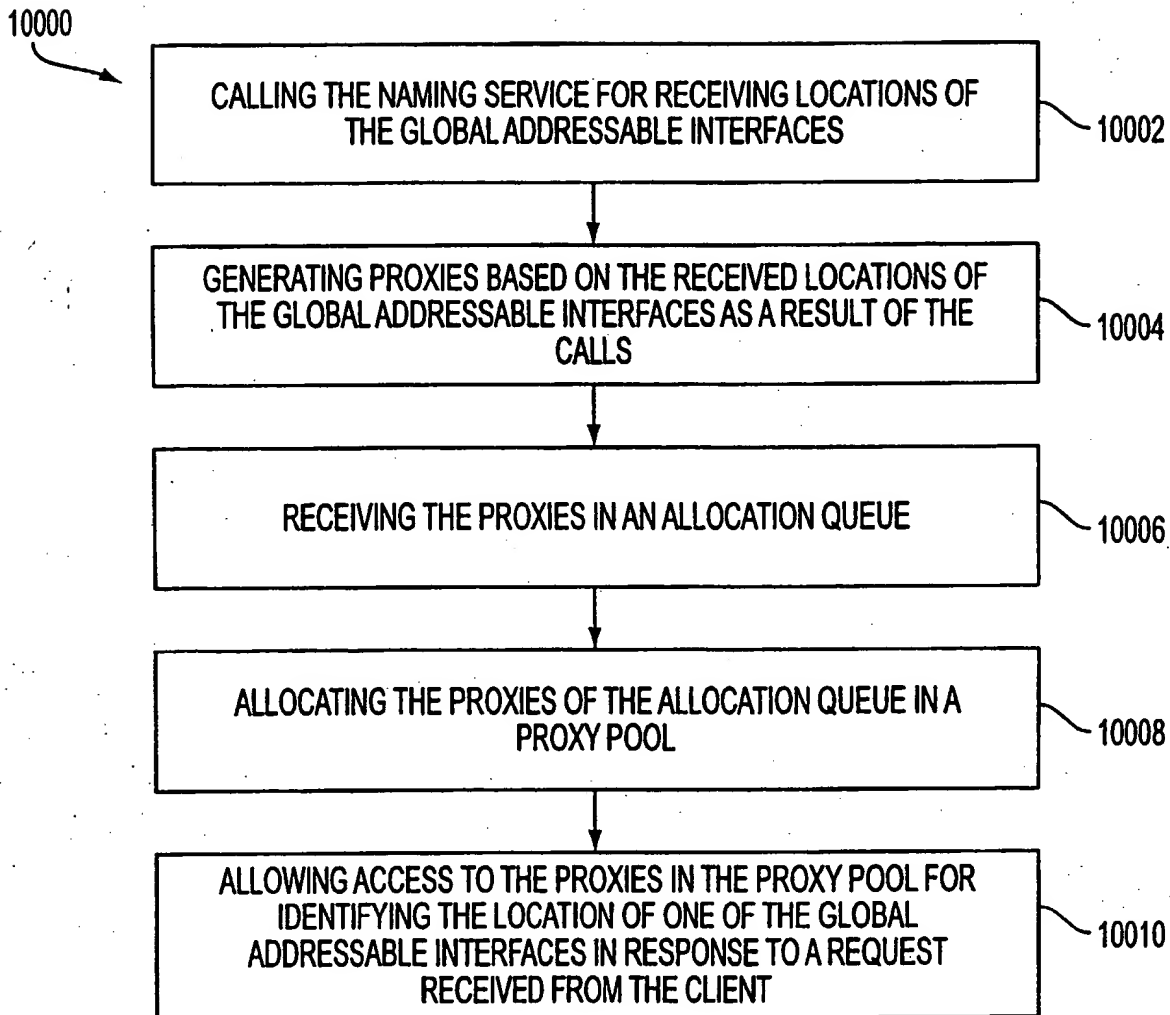 10000
CALLING THE NAMING SERVICE FOR RECEIVING LOCATIONS OF
THE GLOBAL ADDRESSABLE INTERFACES
10002
GENERATING PROXIES BASED ON THE RECEIVED LOCATIONS OF
THE GLOBAL ADDRESSABLE INTERFACES AS A RESULT OF THE
CALLS
10004
RECEIVING THE PROXIES IN AN ALLOCATION QUEUE
10006
ALLOCATING THE PROXIES OF THE ALLOCATION QUEUE IN A
PROXY POOL
10008
ALLOWING ACCESS TO THE PROXIES IN THE PROXY POOL FOR
IDENTIFYING THE LOCATION OF ONE OF THE GLOBAL
ADDRESSABLE INTERFACES IN RESPONSE TO A REQUEST
RECEIVED FROM THE CLIENT
10010